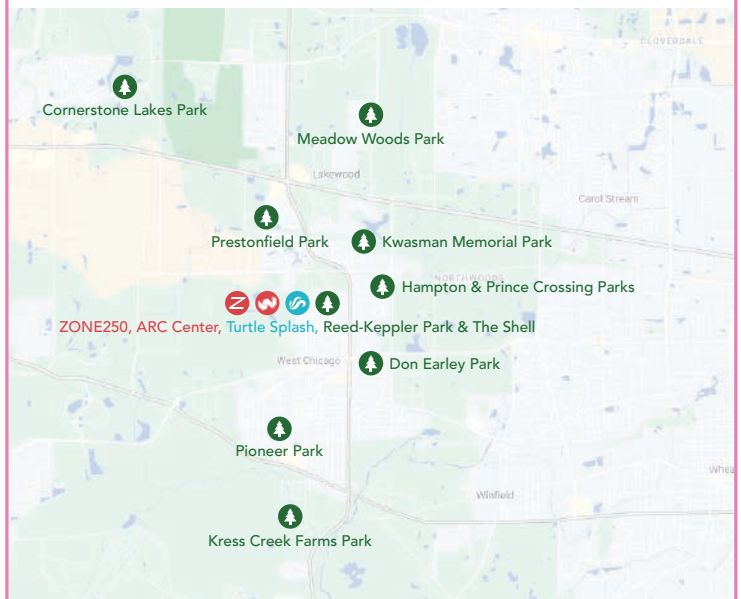 CLOVERDALE
Cornerstone Lakes Park
Meadow Woods Park
Lakewood
Carol Stream
Prestonfield Park
Kwasman Memorial Park
NORTHWOODS
Hampton & Prince Crossing Parks
ZONE250, ARC Center, Turtle Splash, Reed-Keppler Park & The Shell
West Chicago
Don Earley Park
Pioneer Park
Whea
Winfield
Kress Creek Farms Park